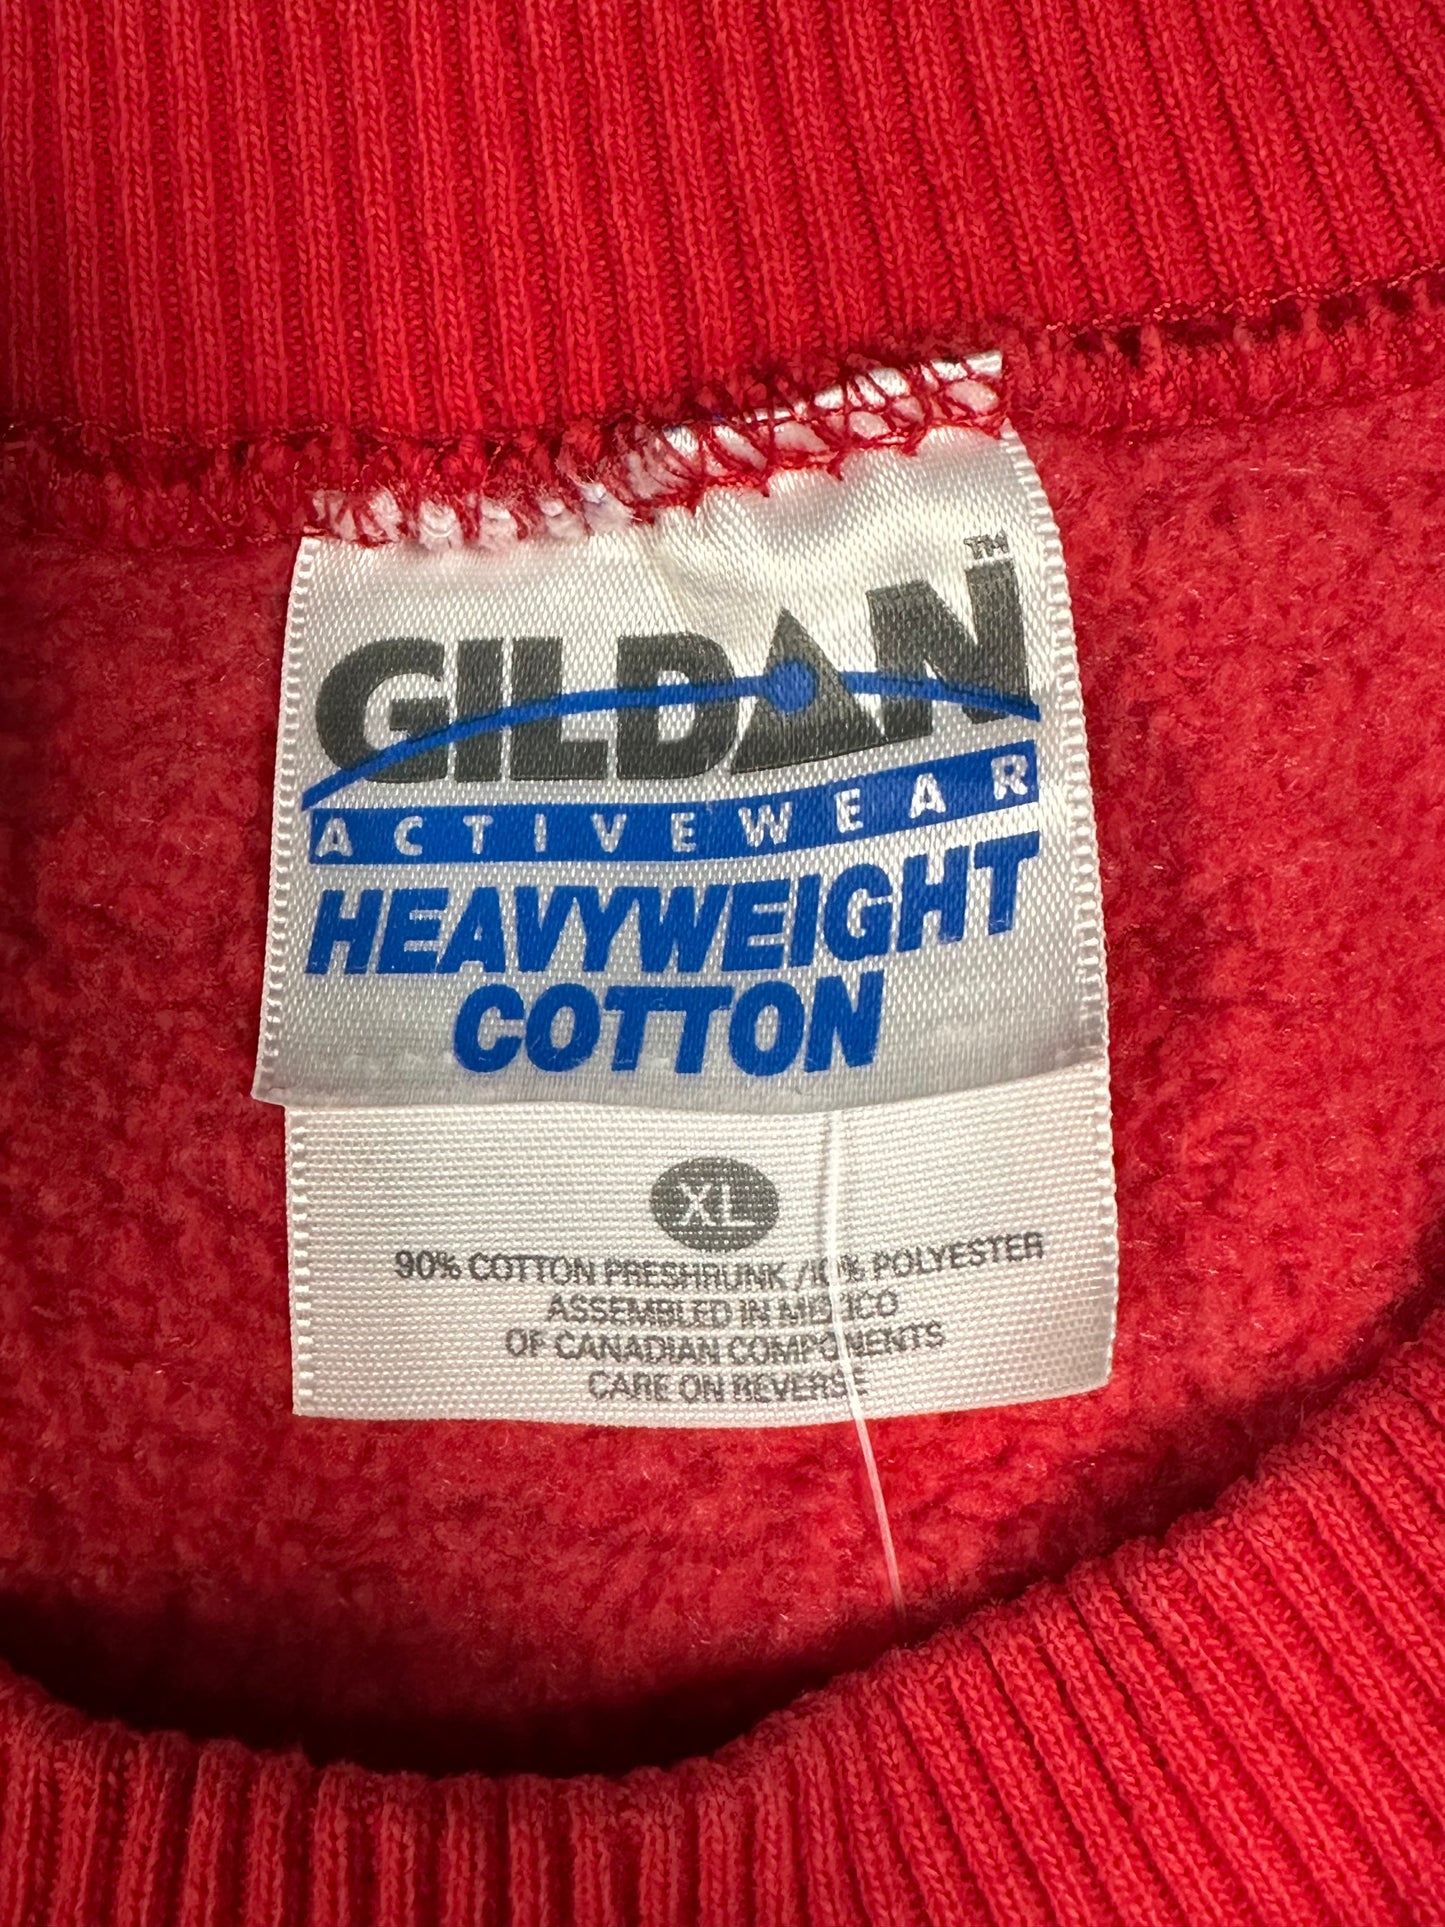 GILDAN™
ACTIVEWEAR
HEAVYWEIGHT
COTTON
XL
90% COTTON PRESHRUNK /10% POLYESTER
ASSEMBLED IN MEXICO
OF CANADIAN COMPONENTS
CARE ON REVERSE